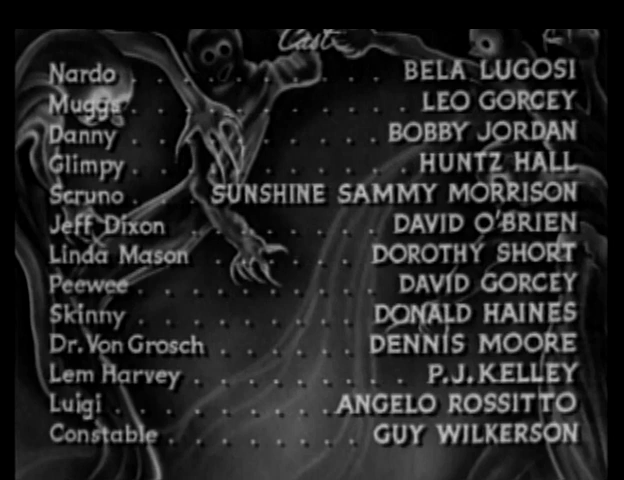 Cast
Nardo . . . . . . . . . . . BELA LUGOSI
Muggs . . . . . . . . . . . . LEO GORCEY
Danny . . . . . . . . . . BOBBY JORDAN
Glimpy . . . . . . . . . . . . HUNTZ HALL
Scruno . . . SUNSHINE SAMMY MORRISON
Jeff Dixon . . . . . . . . DAVID O'BRIEN
Linda Mason . . . . . . DOROTHY SHORT
Peewee . . . . . . . . . . DAVID GORCEY
Skinny . . . . . . . . . DONALD HAINES
Dr. Von Grosch . . . . . . DENNIS MOORE
Lem Harvey . . . . . . . . . P.J. KELLEY
Luigi . . . . . . . . . ANGELO ROSSITTO
Constable . . . . . . . . GUY WILKERSON